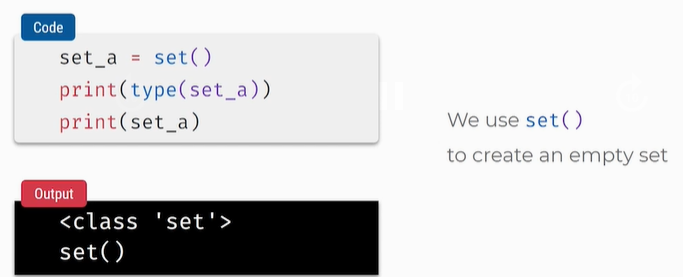 Code
set_a = set()
print(type(set_a))
print(set_a)
We use set()
to create an empty set
Output
<class 'set'>
set()